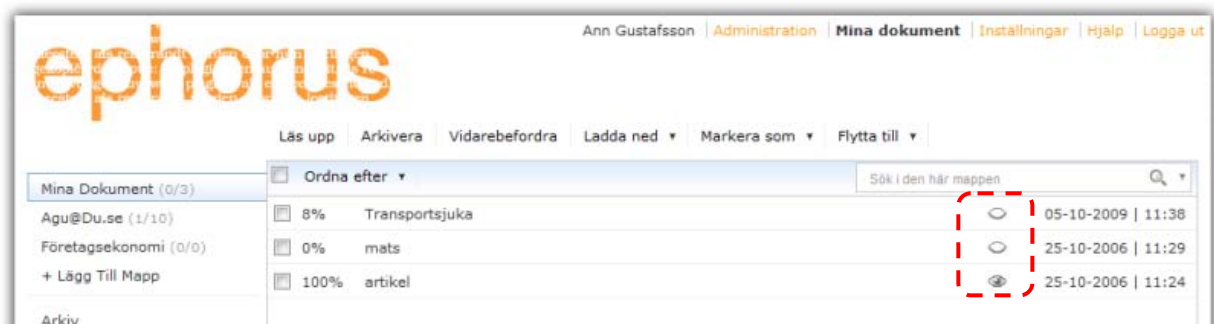 Ann Gustafsson | Administration | Mina dokument | Inställningar | Hjälp | Logga ut
ephorus
Läs upp Arkivera Vidarebefordra Ladda ned ▼ Markera som ▼ Flytta till ▼
Ordna efter ▼ Sök i den här mappen
Mina Dokument (0/3)
8% Transportsjuka 05-10-2009 | 11:38
Agu@Du.se (1/10)
0% mats 25-10-2006 | 11:29
Företagsekonomi (0/0)
100% artikel 25-10-2006 | 11:24
+ Lägg Till Mapp
Arkiv